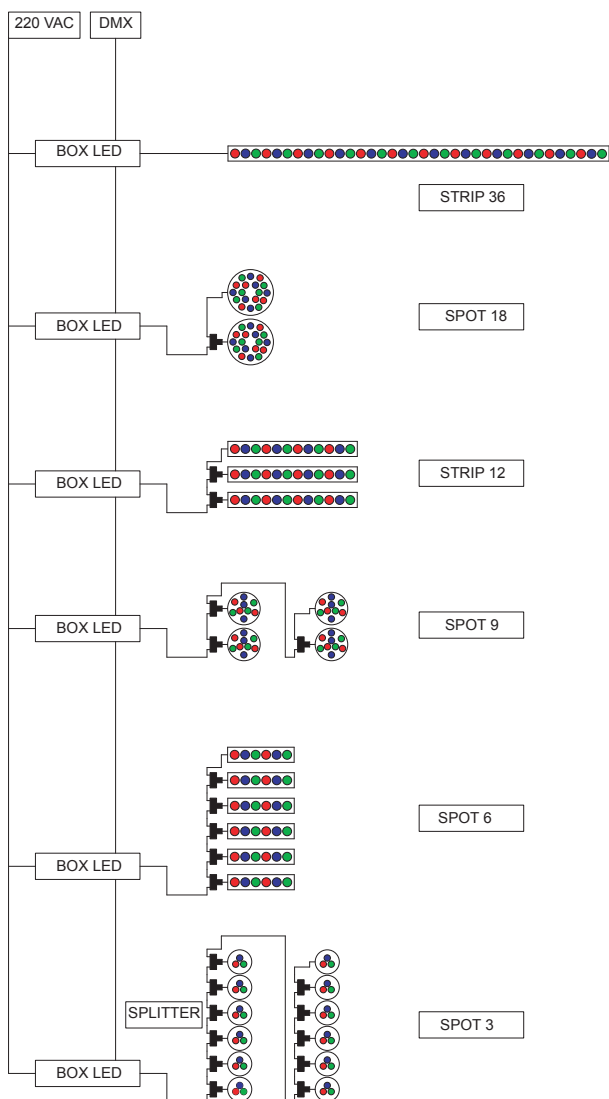 220 VAC DMX
BOX LED
STRIP 36
BOX LED SPOT 18
BOX LED STRIP 12
BOX LED SPOT 9
BOX LED SPOT 6
SPLITTER SPOT 3
BOX LED